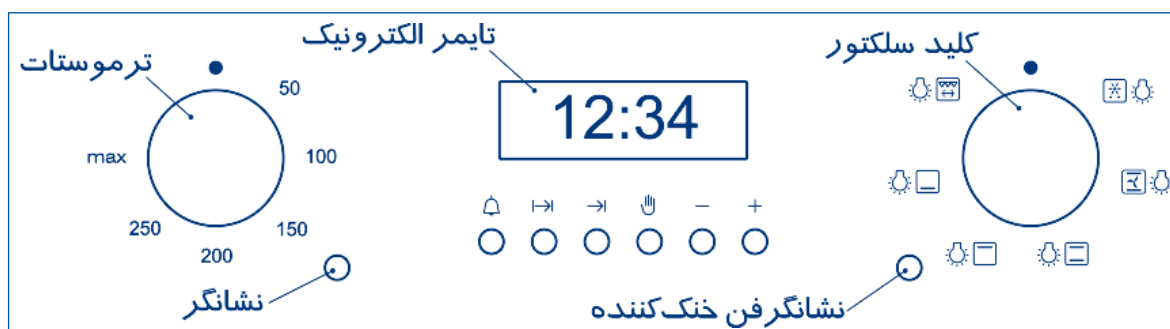 تایمر الکترونیک
کلید سلکتور
ترموستات
50
100
150
200
250
max
12:34
− +
نشانگر
نشانگر فن خنک‌کننده